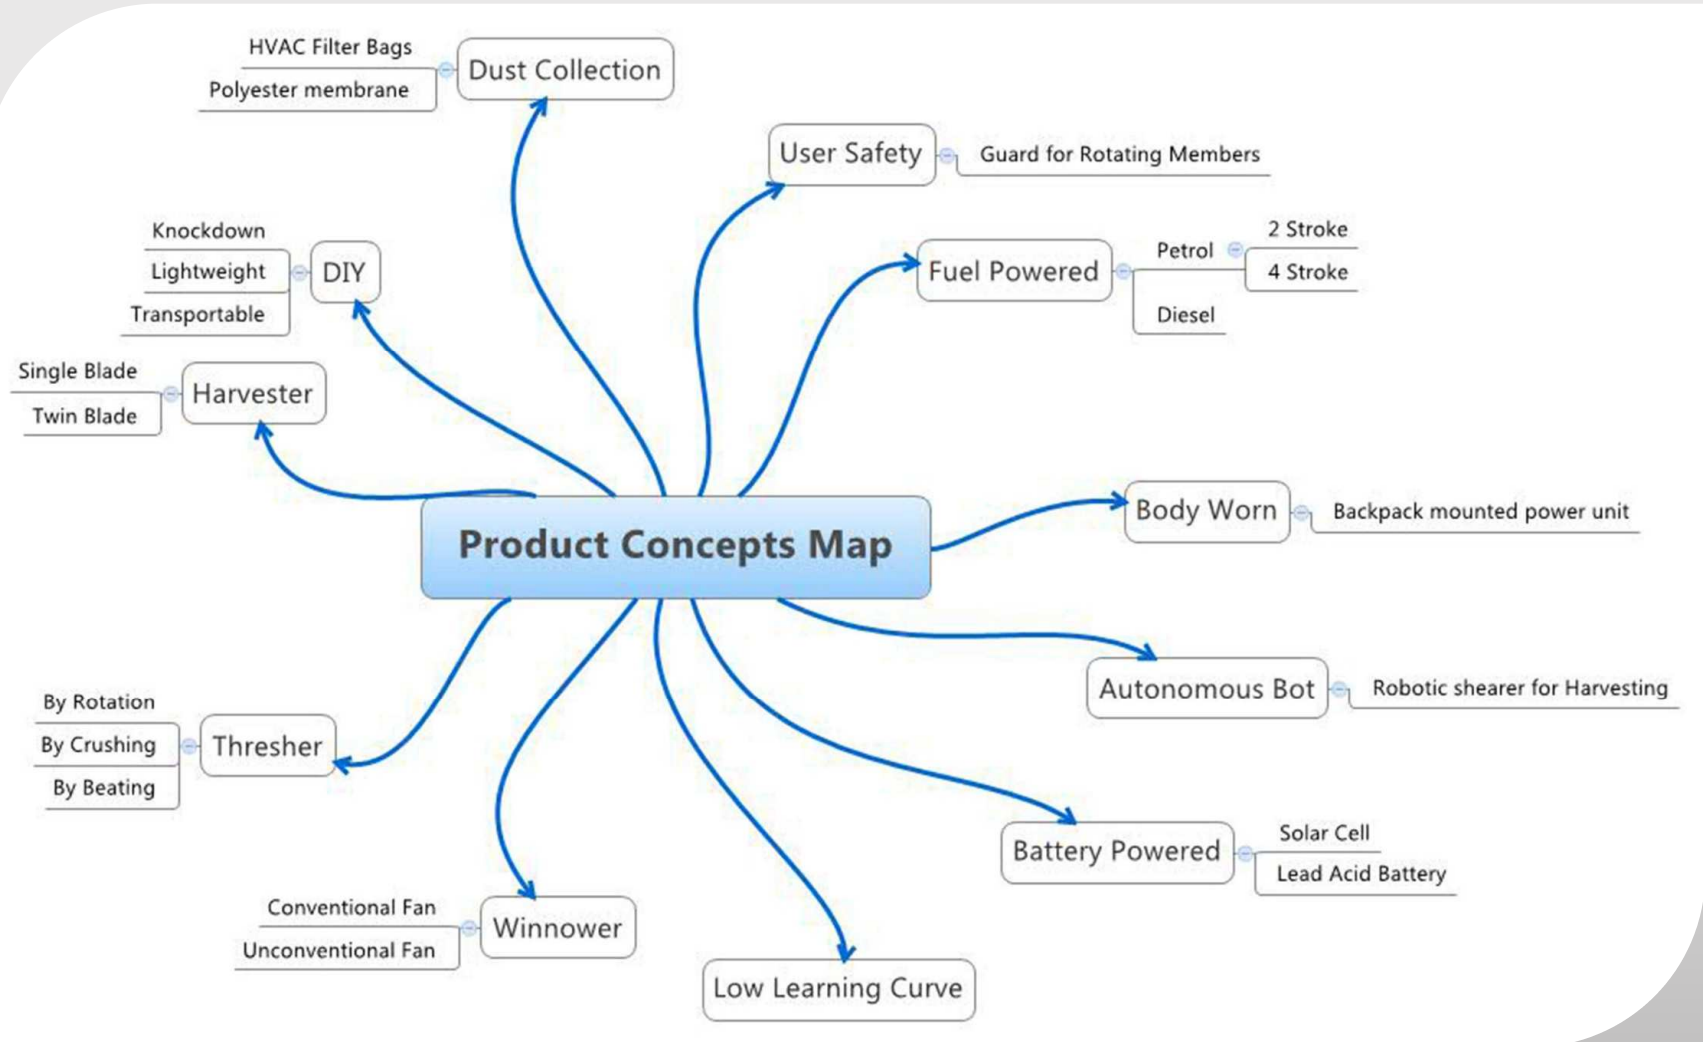 HVAC Filter Bags
Polyester membrane
Dust Collection
User Safety
Guard for Rotating Members
Knockdown
Lightweight
Transportable
DIY
Fuel Powered
Petrol
2 Stroke
4 Stroke
Diesel
Single Blade
Twin Blade
Harvester
Product Concepts Map
Body Worn
Backpack mounted power unit
Autonomous Bot
Robotic shearer for Harvesting
By Rotation
By Crushing
By Beating
Thresher
Battery Powered
Solar Cell
Lead Acid Battery
Conventional Fan
Unconventional Fan
Winnower
Low Learning Curve